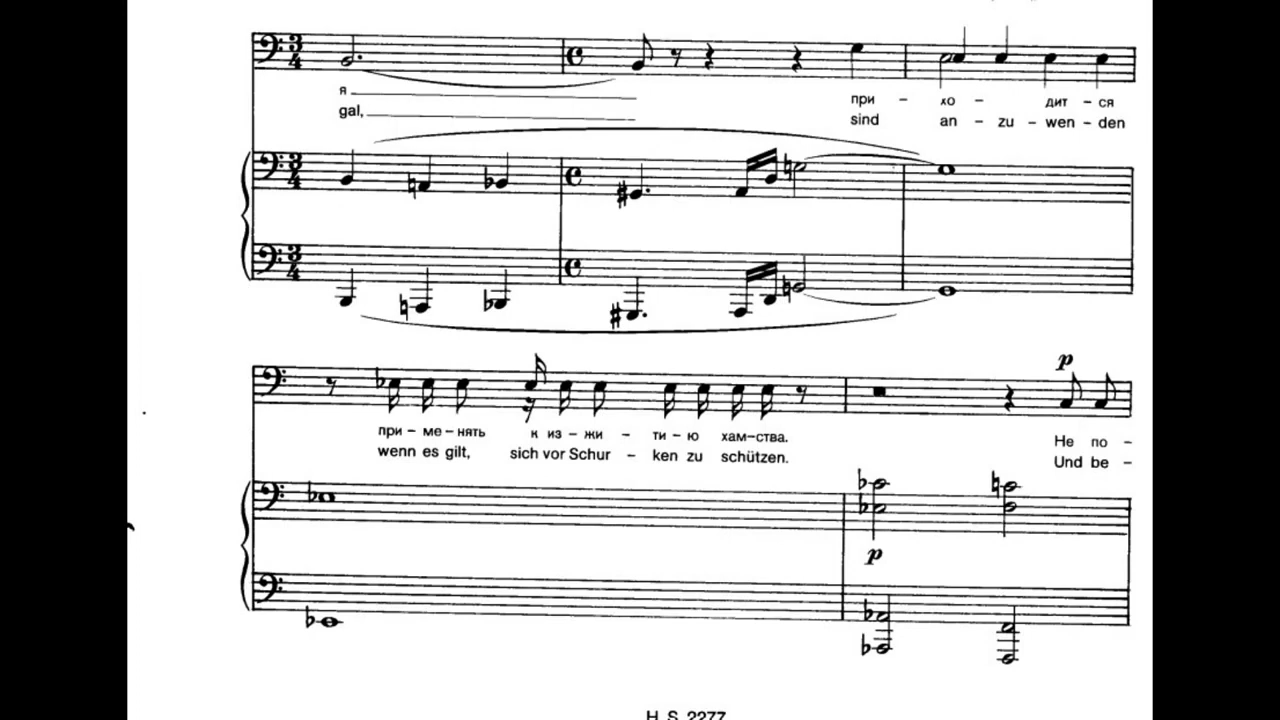 я
gal,
при – хо – дит – ся
sind an – zu – wen – den
p
при – ме – нять к из – жи – ти – ю хам – ства. Не по –
wenn es gilt, sich vor Schur – ken zu schützen. Und be –
p
H. S. 2277